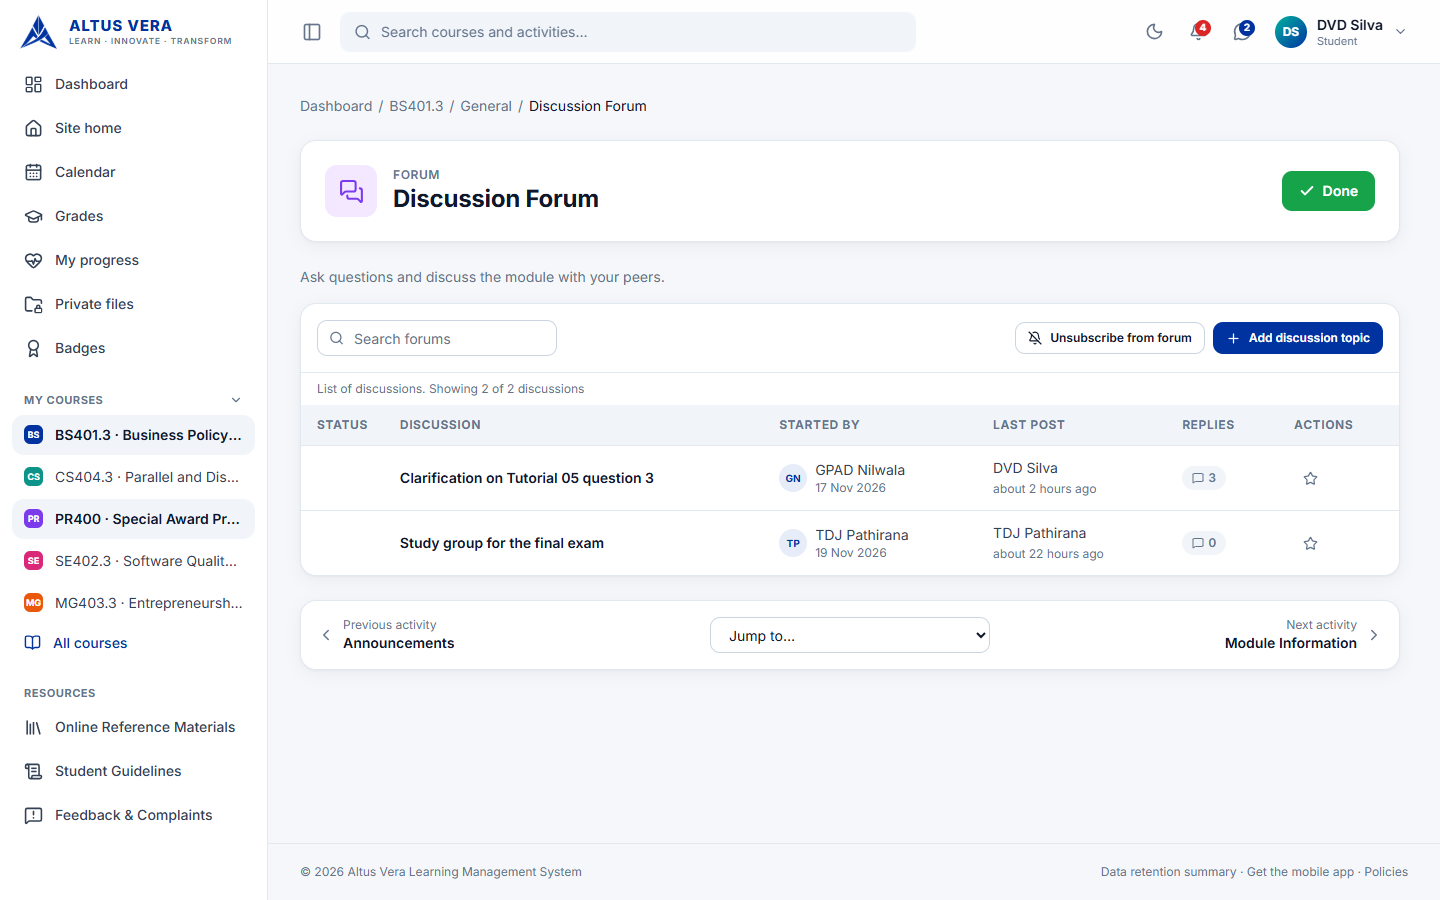 ALTUS VERA
LEARN · INNOVATE · TRANSFORM
Dashboard
Site home
Calendar
Grades
My progress
Private files
Badges
MY COURSES
BS BS401.3 · Business Policy...
CS CS404.3 · Parallel and Dis...
PR PR400 · Special Award Pr...
SE SE402.3 · Software Qualit...
MG MG403.3 · Entrepreneursh...
All courses
RESOURCES
Online Reference Materials
Student Guidelines
Feedback & Complaints
Search courses and activities...
4
2
DS
DVD Silva
Student
Dashboard / BS401.3 / General / Discussion Forum
FORUM
Discussion Forum
Done
Ask questions and discuss the module with your peers.
Search forums
Unsubscribe from forum
Add discussion topic
List of discussions. Showing 2 of 2 discussions
STATUS DISCUSSION STARTED BY LAST POST REPLIES ACTIONS
Clarification on Tutorial 05 question 3
GN
GPAD Nilwala
17 Nov 2026
DVD Silva
about 2 hours ago
3
Study group for the final exam
TP
TDJ Pathirana
19 Nov 2026
TDJ Pathirana
about 22 hours ago
0
Previous activity
Announcements
Jump to...
Next activity
Module Information
© 2026 Altus Vera Learning Management System
Data retention summary · Get the mobile app · Policies